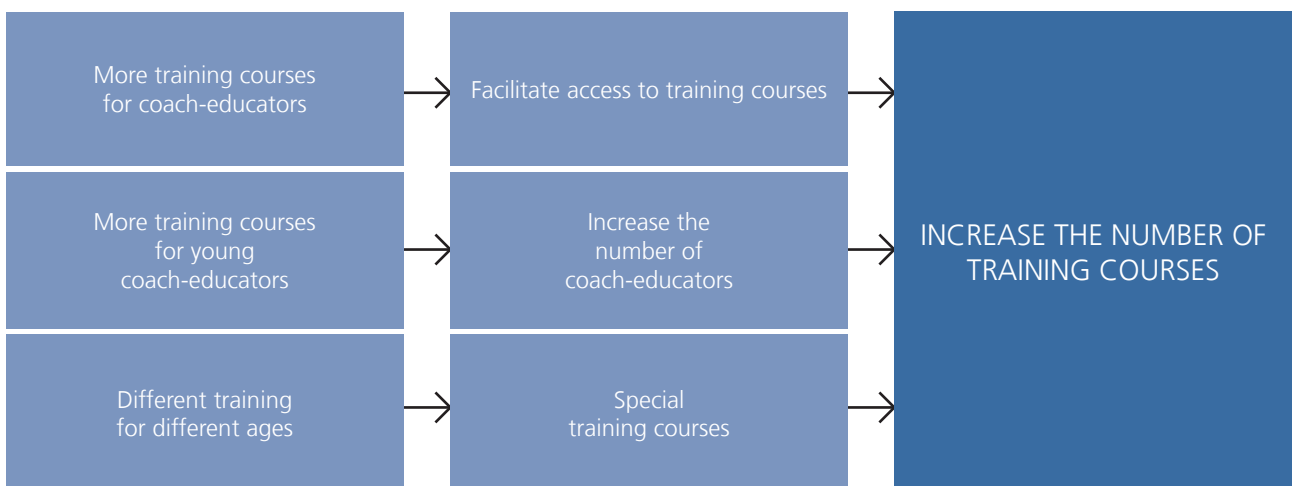 More training courses
for coach-educators
Facilitate access to training courses
More training courses
for young
coach-educators
Increase the
number of
coach-educators
INCREASE THE NUMBER OF
TRAINING COURSES
Different training
for different ages
Special
training courses